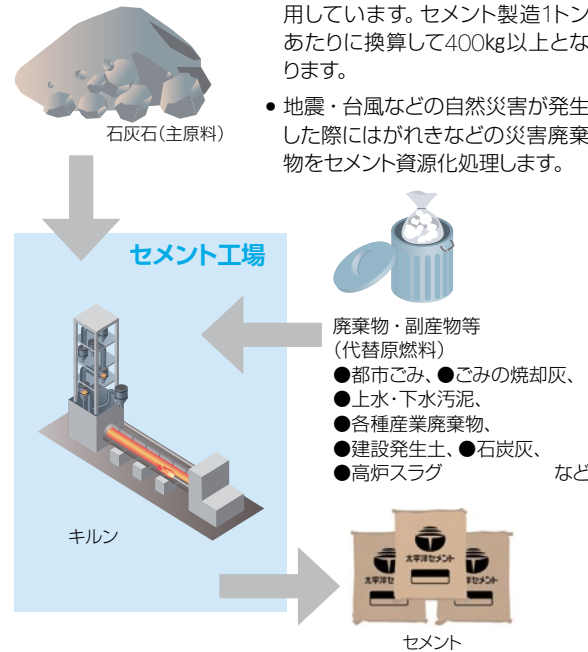 用しています。セメント製造1トン
あたりに換算して400kg以上とな
ります。
• 地震・台風などの自然災害が発生
した際にはがれきなどの災害廃棄
物をセメント資源化処理します。
石灰石(主原料)
セメント工場
廃棄物・副産物等
(代替原燃料)
●都市ごみ、●ごみの焼却灰、
●上水・下水汚泥、
●各種産業廃棄物、
●建設発生土、●石炭灰、
●高炉スラグ など
キルン
太平洋セメント
太平洋セ
セメント